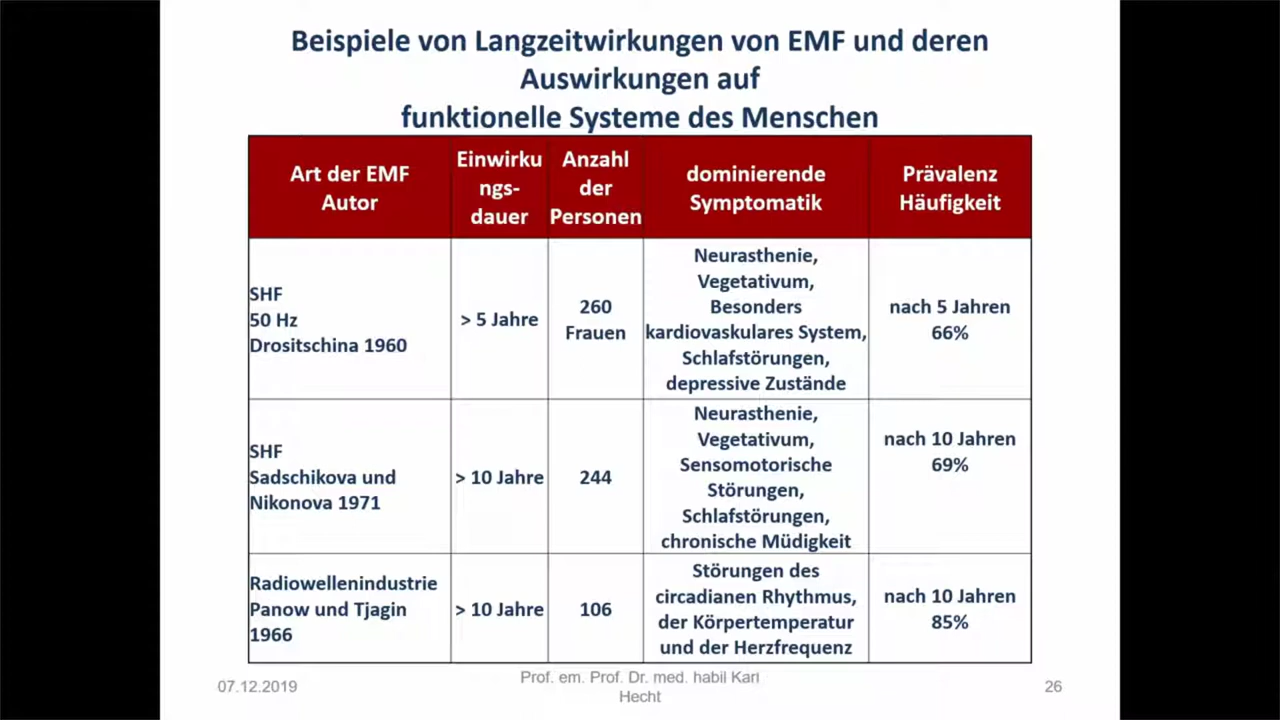 Beispiele von Langzeitwirkungen von EMF und deren
Auswirkungen auf
funktionelle Systeme des Menschen
Art der EMF
Autor
Einwirku
ngs-
dauer
Anzahl
der
Personen
dominierende
Symptomatik
Prävalenz
Häufigkeit
SHF
50 Hz
Drositschina 1960
> 5 Jahre
260
Frauen
Neurasthenie,
Vegetativum,
Besonders
kardiovaskulares System,
Schlafstörungen,
depressive Zustände
nach 5 Jahren
66%
SHF
Sadschikova und
Nikonova 1971
> 10 Jahre
244
Neurasthenie,
Vegetativum,
Sensomotorische
Störungen,
Schlafstörungen,
chronische Müdigkeit
nach 10 Jahren
69%
Radiowellenindustrie
Panow und Tjagin
1966
> 10 Jahre
106
Störungen des
circadianen Rhythmus,
der Körpertemperatur
und der Herzfrequenz
nach 10 Jahren
85%
07.12.2019
Prof. em. Prof. Dr. med. habil Karl
Hecht
26